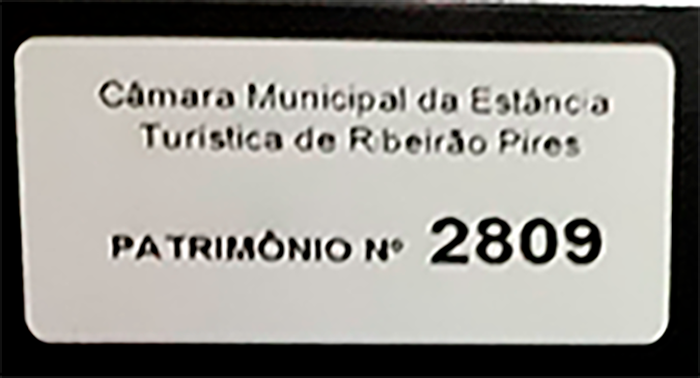 Câmara Municipal da Estância
Turística de Ribeirão Pires
PATRIMÔNIO Nº 2809